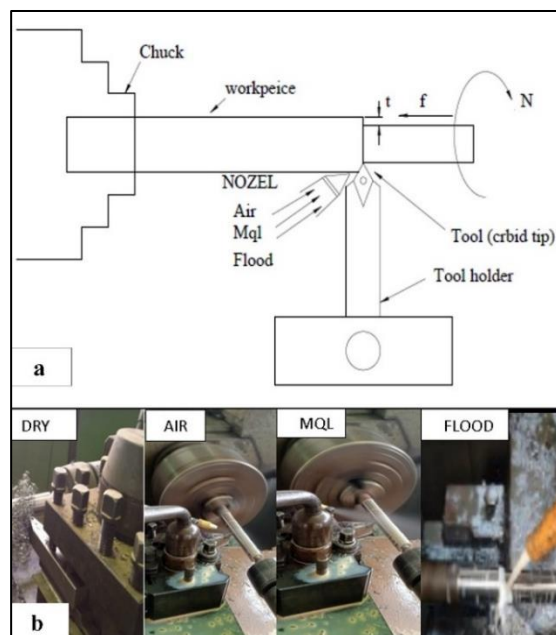 Chuck
workpeice
t
f
N
NOZEL
Air
Mql
Flood
Tool (crbid tip)
Tool holder
a
DRY
AIR
MQL
FLOOD
b